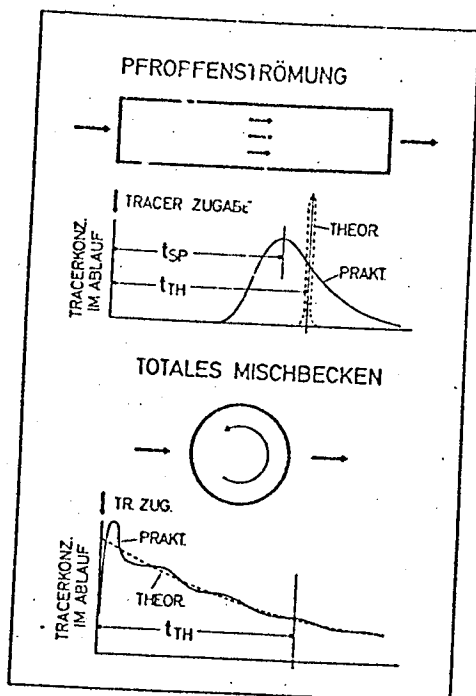 PFROFFENSTRÖMUNG
TRACER ZUGABE
TRACERKONZ.
IM ABLAUF
tSP
tTH
THEOR.
PRAKT.
TOTALES MISCHBECKEN
TR. ZUG.
TRACERKONZ.
IM ABLAUF
PRAKT.
THEOR.
tTH